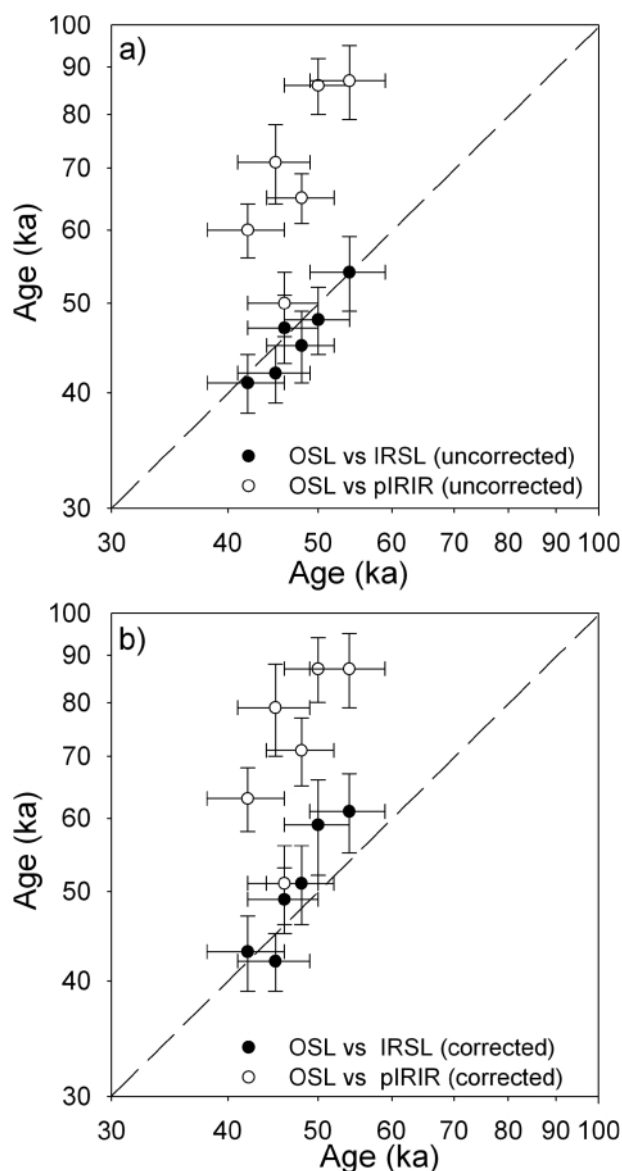 a)
100
90
80
70
60
50
40
30
Age (ka)
OSL vs IRSL (uncorrected)
OSL vs pIRIR (uncorrected)
30 40 50 60 70 80 90 100
Age (ka)
b)
100
90
80
70
60
50
40
30
Age (ka)
OSL vs IRSL (corrected)
OSL vs pIRIR (corrected)
30 40 50 60 70 80 90 100
Age (ka)